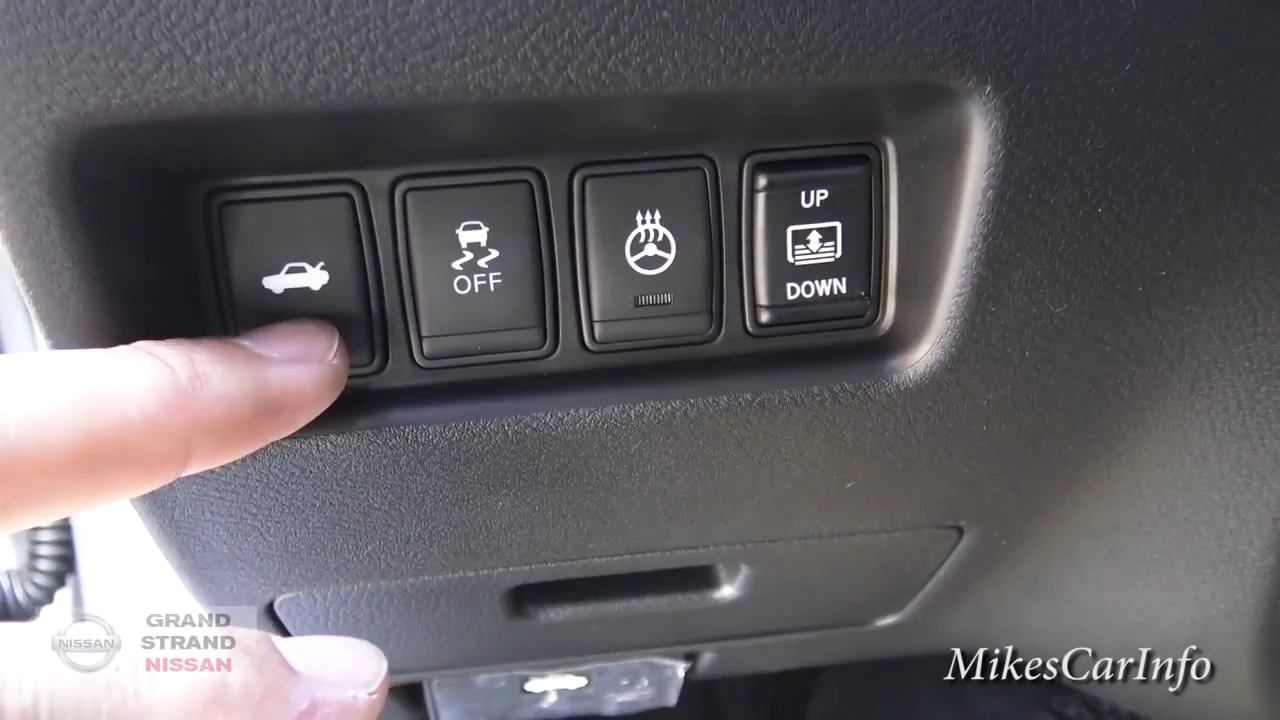 OFF
UP
DOWN
NISSAN
GRAND
STRAND
NISSAN
MikesCarInfo